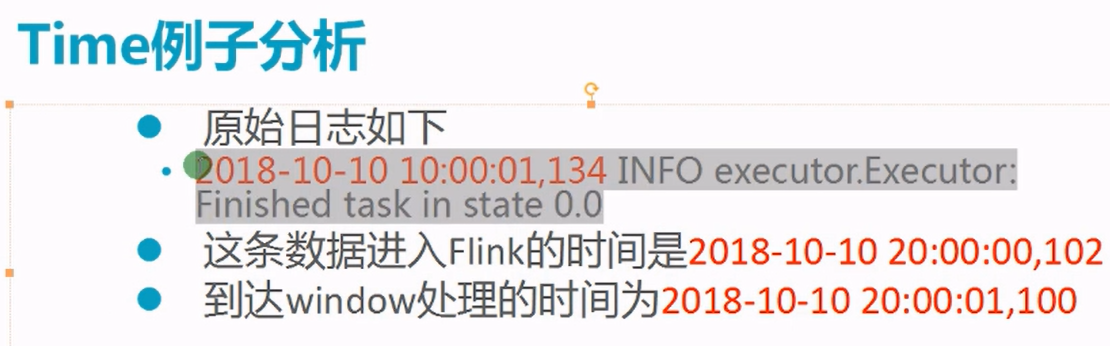 Time例子分析
原始日志如下
2018-10-10 10:00:01,134 INFO executor.Executor:
Finished task in state 0.0
这条数据进入Flink的时间是2018-10-10 20:00:00,102
到达window处理的时间为2018-10-10 20:00:01,100